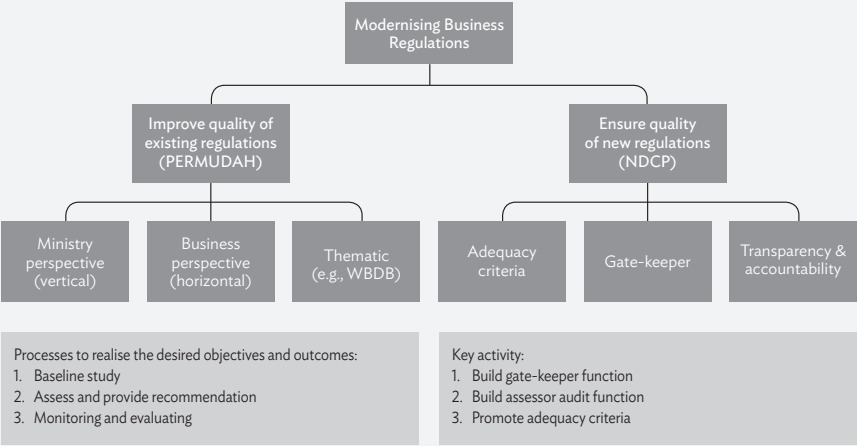 Modernising Business
Regulations
Improve quality of
existing regulations
(PERMUDAH)
Ensure quality
of new regulations
(NDCP)
Ministry
perspective
(vertical)
Business
perspective
(horizontal)
Thematic
(e.g., WBDB)
Adequacy
criteria
Gate-keeper
Transparency &
accountability
Processes to realise the desired objectives and outcomes:
1. Baseline study
2. Assess and provide recommendation
3. Monitoring and evaluating
Key activity:
1. Build gate-keeper function
2. Build assessor audit function
3. Promote adequacy criteria